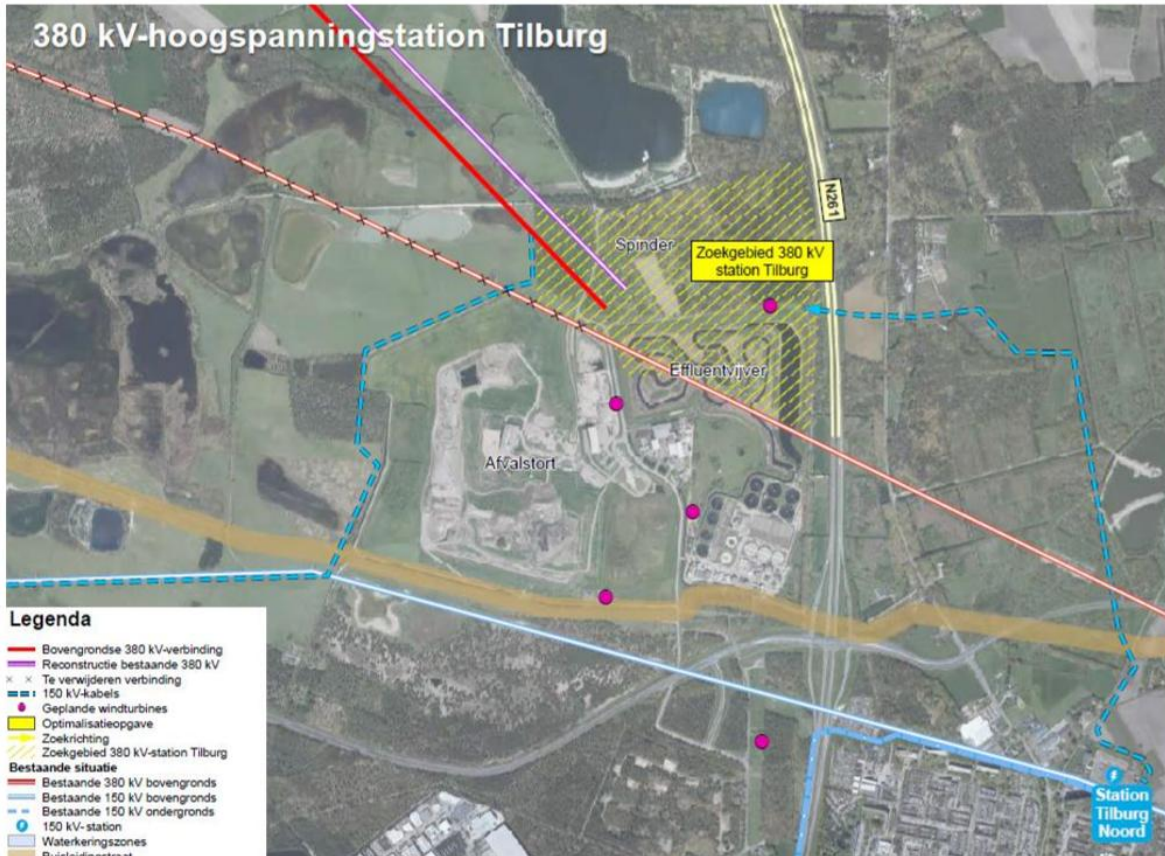 380 kV-hoogspanningstation Tilburg
N261
Spinder
Zoekgebied 380 kV
station Tilburg
Effluentvijver
Afvalstort
Legenda
Bovengrondse 380 kV-verbinding
Reconstructie bestaande 380 kV
Te verwijderen verbinding
150 kV-kabels
Geplande windturbines
Optimalisatieopgave
Zoekrichting
Zoekgebied 380 kV-station Tilburg
Bestaande situatie
Bestaande 380 kV bovengronds
Bestaande 150 kV bovengronds
Bestaande 150 kV ondergronds
150 kV-station
Waterkeringszones
Buisleidingstraat
Station
Tilburg
Noord